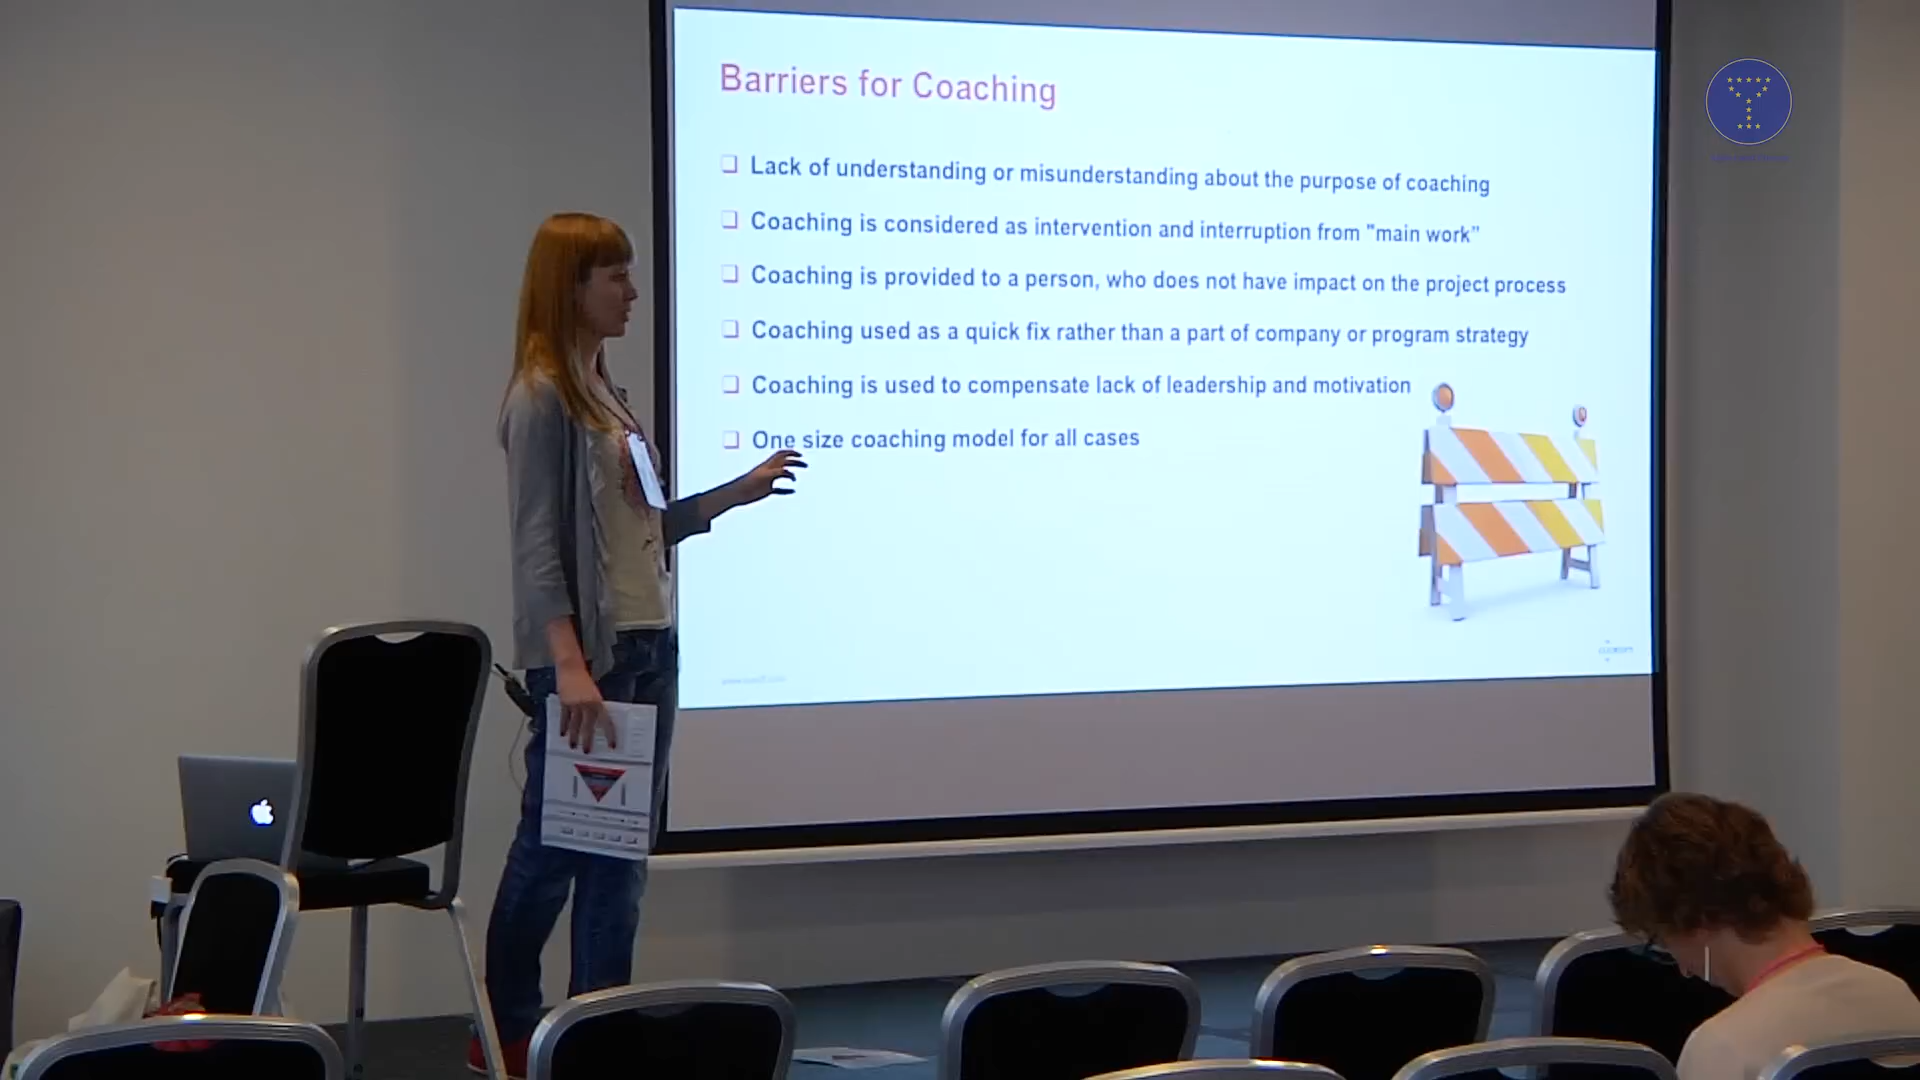 Barriers for Coaching
Lack of understanding or misunderstanding about the purpose of coaching
Coaching is considered as intervention and interruption from "main work"
Coaching is provided to a person, who does not have impact on the project process
Coaching used as a quick fix rather than a part of company or program strategy
Coaching is used to compensate lack of leadership and motivation
One size coaching model for all cases